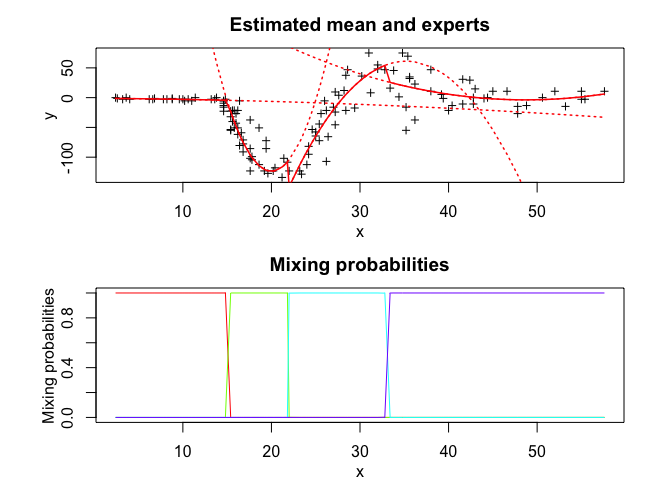 Estimated mean and experts
y
50
0
-100
10 20 30 40 50
x
Mixing probabilities
Mixing probabilities
0.8
0.4
0.0
10 20 30 40 50
x